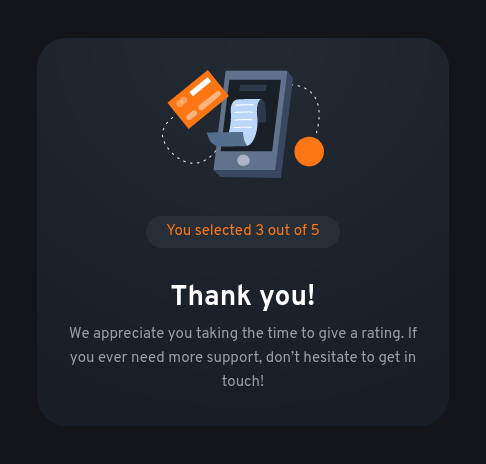 You selected 3 out of 5
Thank you!
We appreciate you taking the time to give a rating. If
you ever need more support, don’t hesitate to get in
touch!